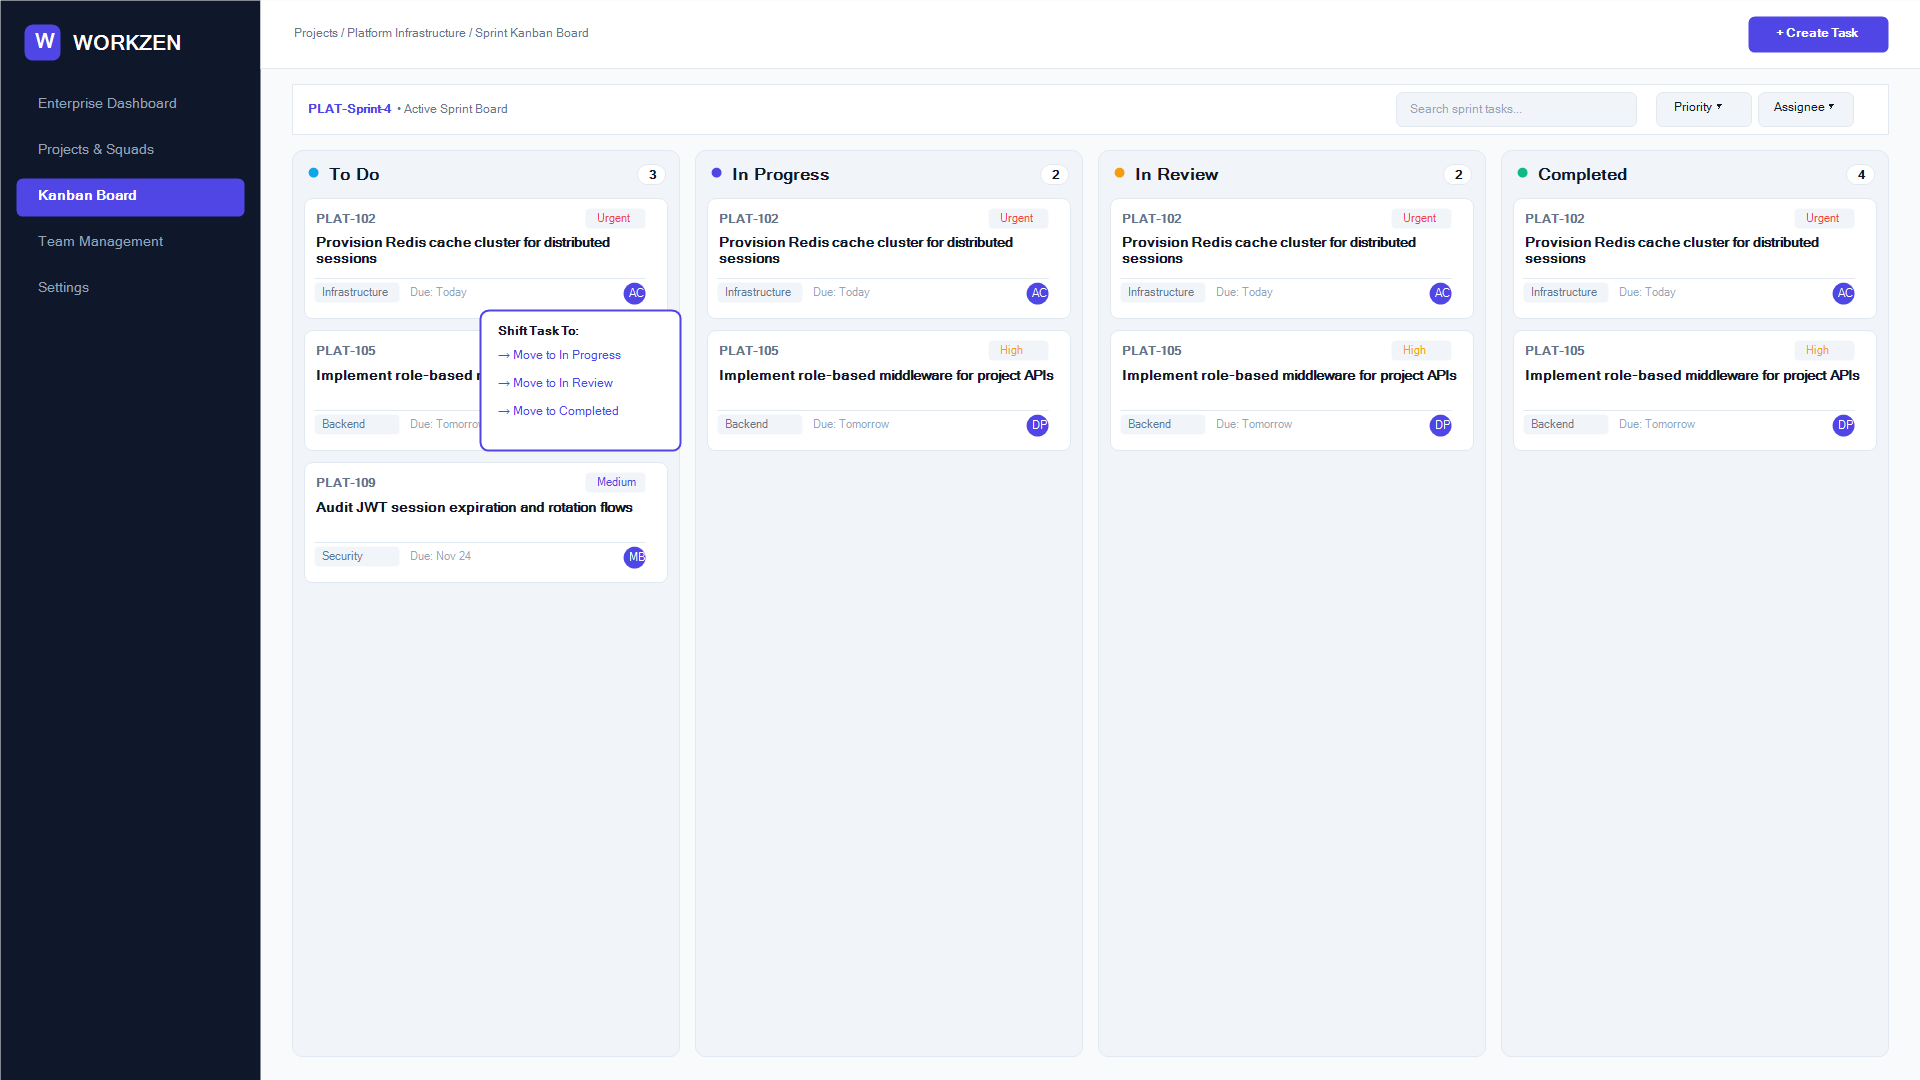 W WORKZEN
Enterprise Dashboard
Projects & Squads
Kanban Board
Team Management
Settings
Projects / Platform Infrastructure / Sprint Kanban Board
+ Create Task
PLAT-Sprint-4 • Active Sprint Board
Search sprint tasks...
Priority ▾
Assignee ▾
To Do 3
PLAT-102 Urgent
Provision Redis cache cluster for distributed
sessions
Infrastructure Due: Today AC
PLAT-105
Implement role-based
Backend Due: Tomorrow
Shift Task To:
→ Move to In Progress
→ Move to In Review
→ Move to Completed
PLAT-109 Medium
Audit JWT session expiration and rotation flows
Security Due: Nov 24 MB
In Progress 2
PLAT-102 Urgent
Provision Redis cache cluster for distributed
sessions
Infrastructure Due: Today AC
PLAT-105 High
Implement role-based middleware for project APIs
Backend Due: Tomorrow DP
In Review 2
PLAT-102 Urgent
Provision Redis cache cluster for distributed
sessions
Infrastructure Due: Today AC
PLAT-105 High
Implement role-based middleware for project APIs
Backend Due: Tomorrow DP
Completed 4
PLAT-102 Urgent
Provision Redis cache cluster for distributed
sessions
Infrastructure Due: Today AC
PLAT-105 High
Implement role-based middleware for project APIs
Backend Due: Tomorrow DP